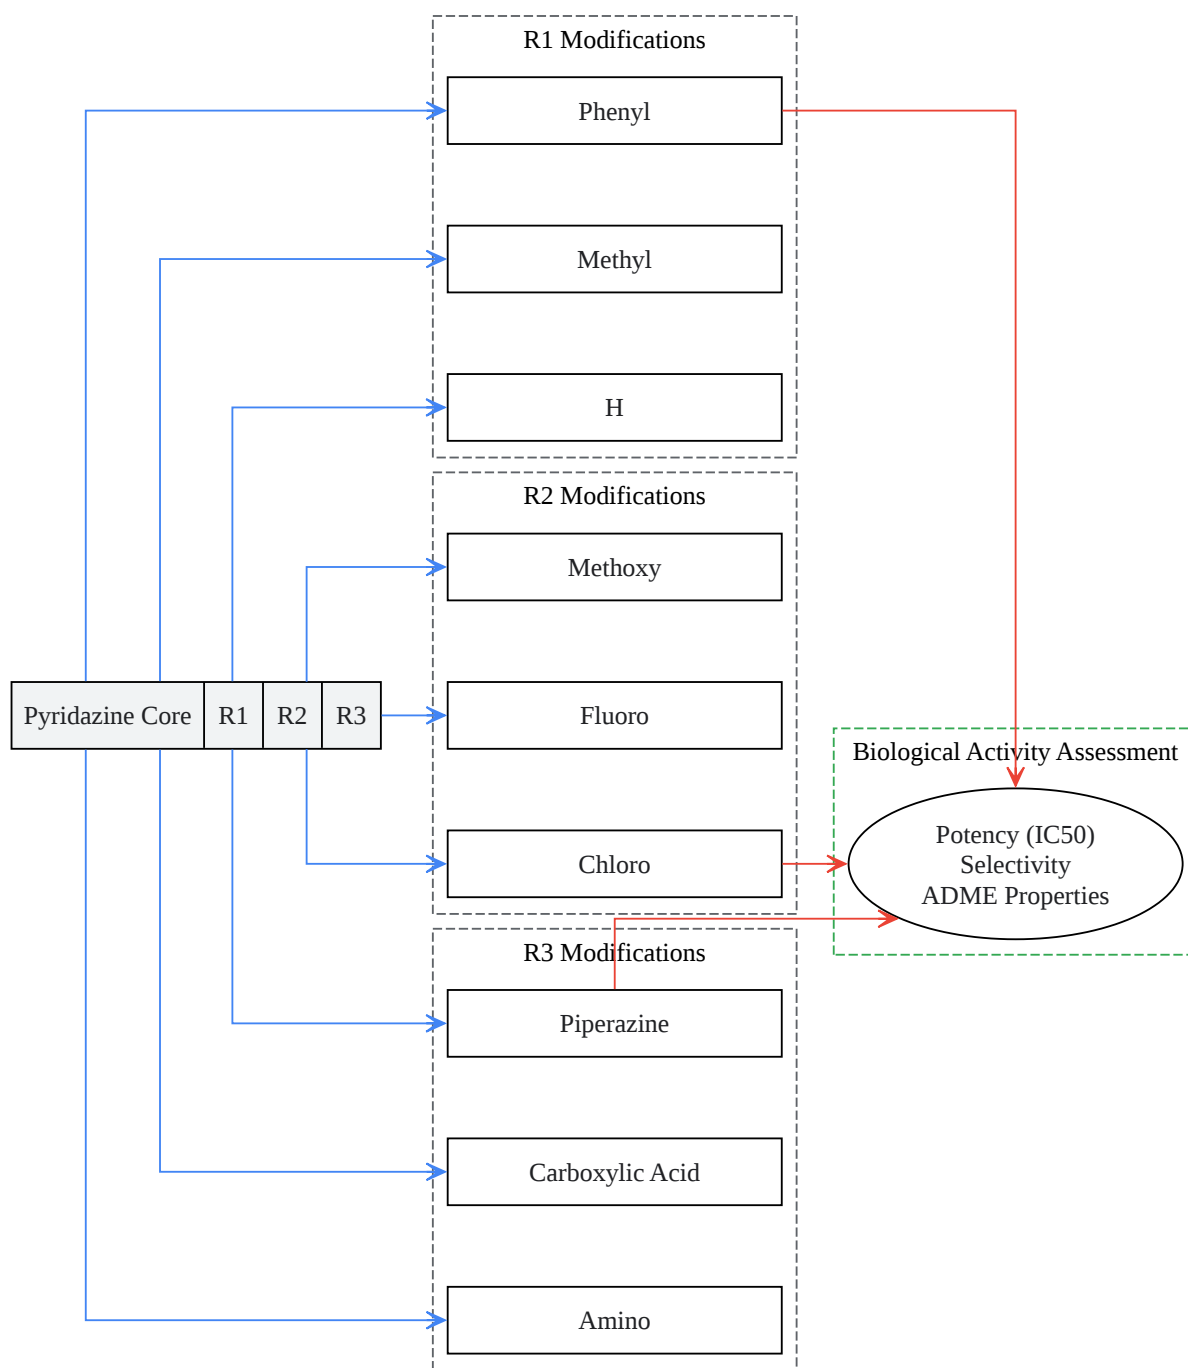 R1 Modifications
Phenyl
Methyl
H
R2 Modifications
Methoxy
Pyridazine Core
R1
R2
R3
Fluoro
Chloro
Biological Activity Assessment
Potency (IC50)
Selectivity
ADME Properties
R3 Modifications
Piperazine
Carboxylic Acid
Amino